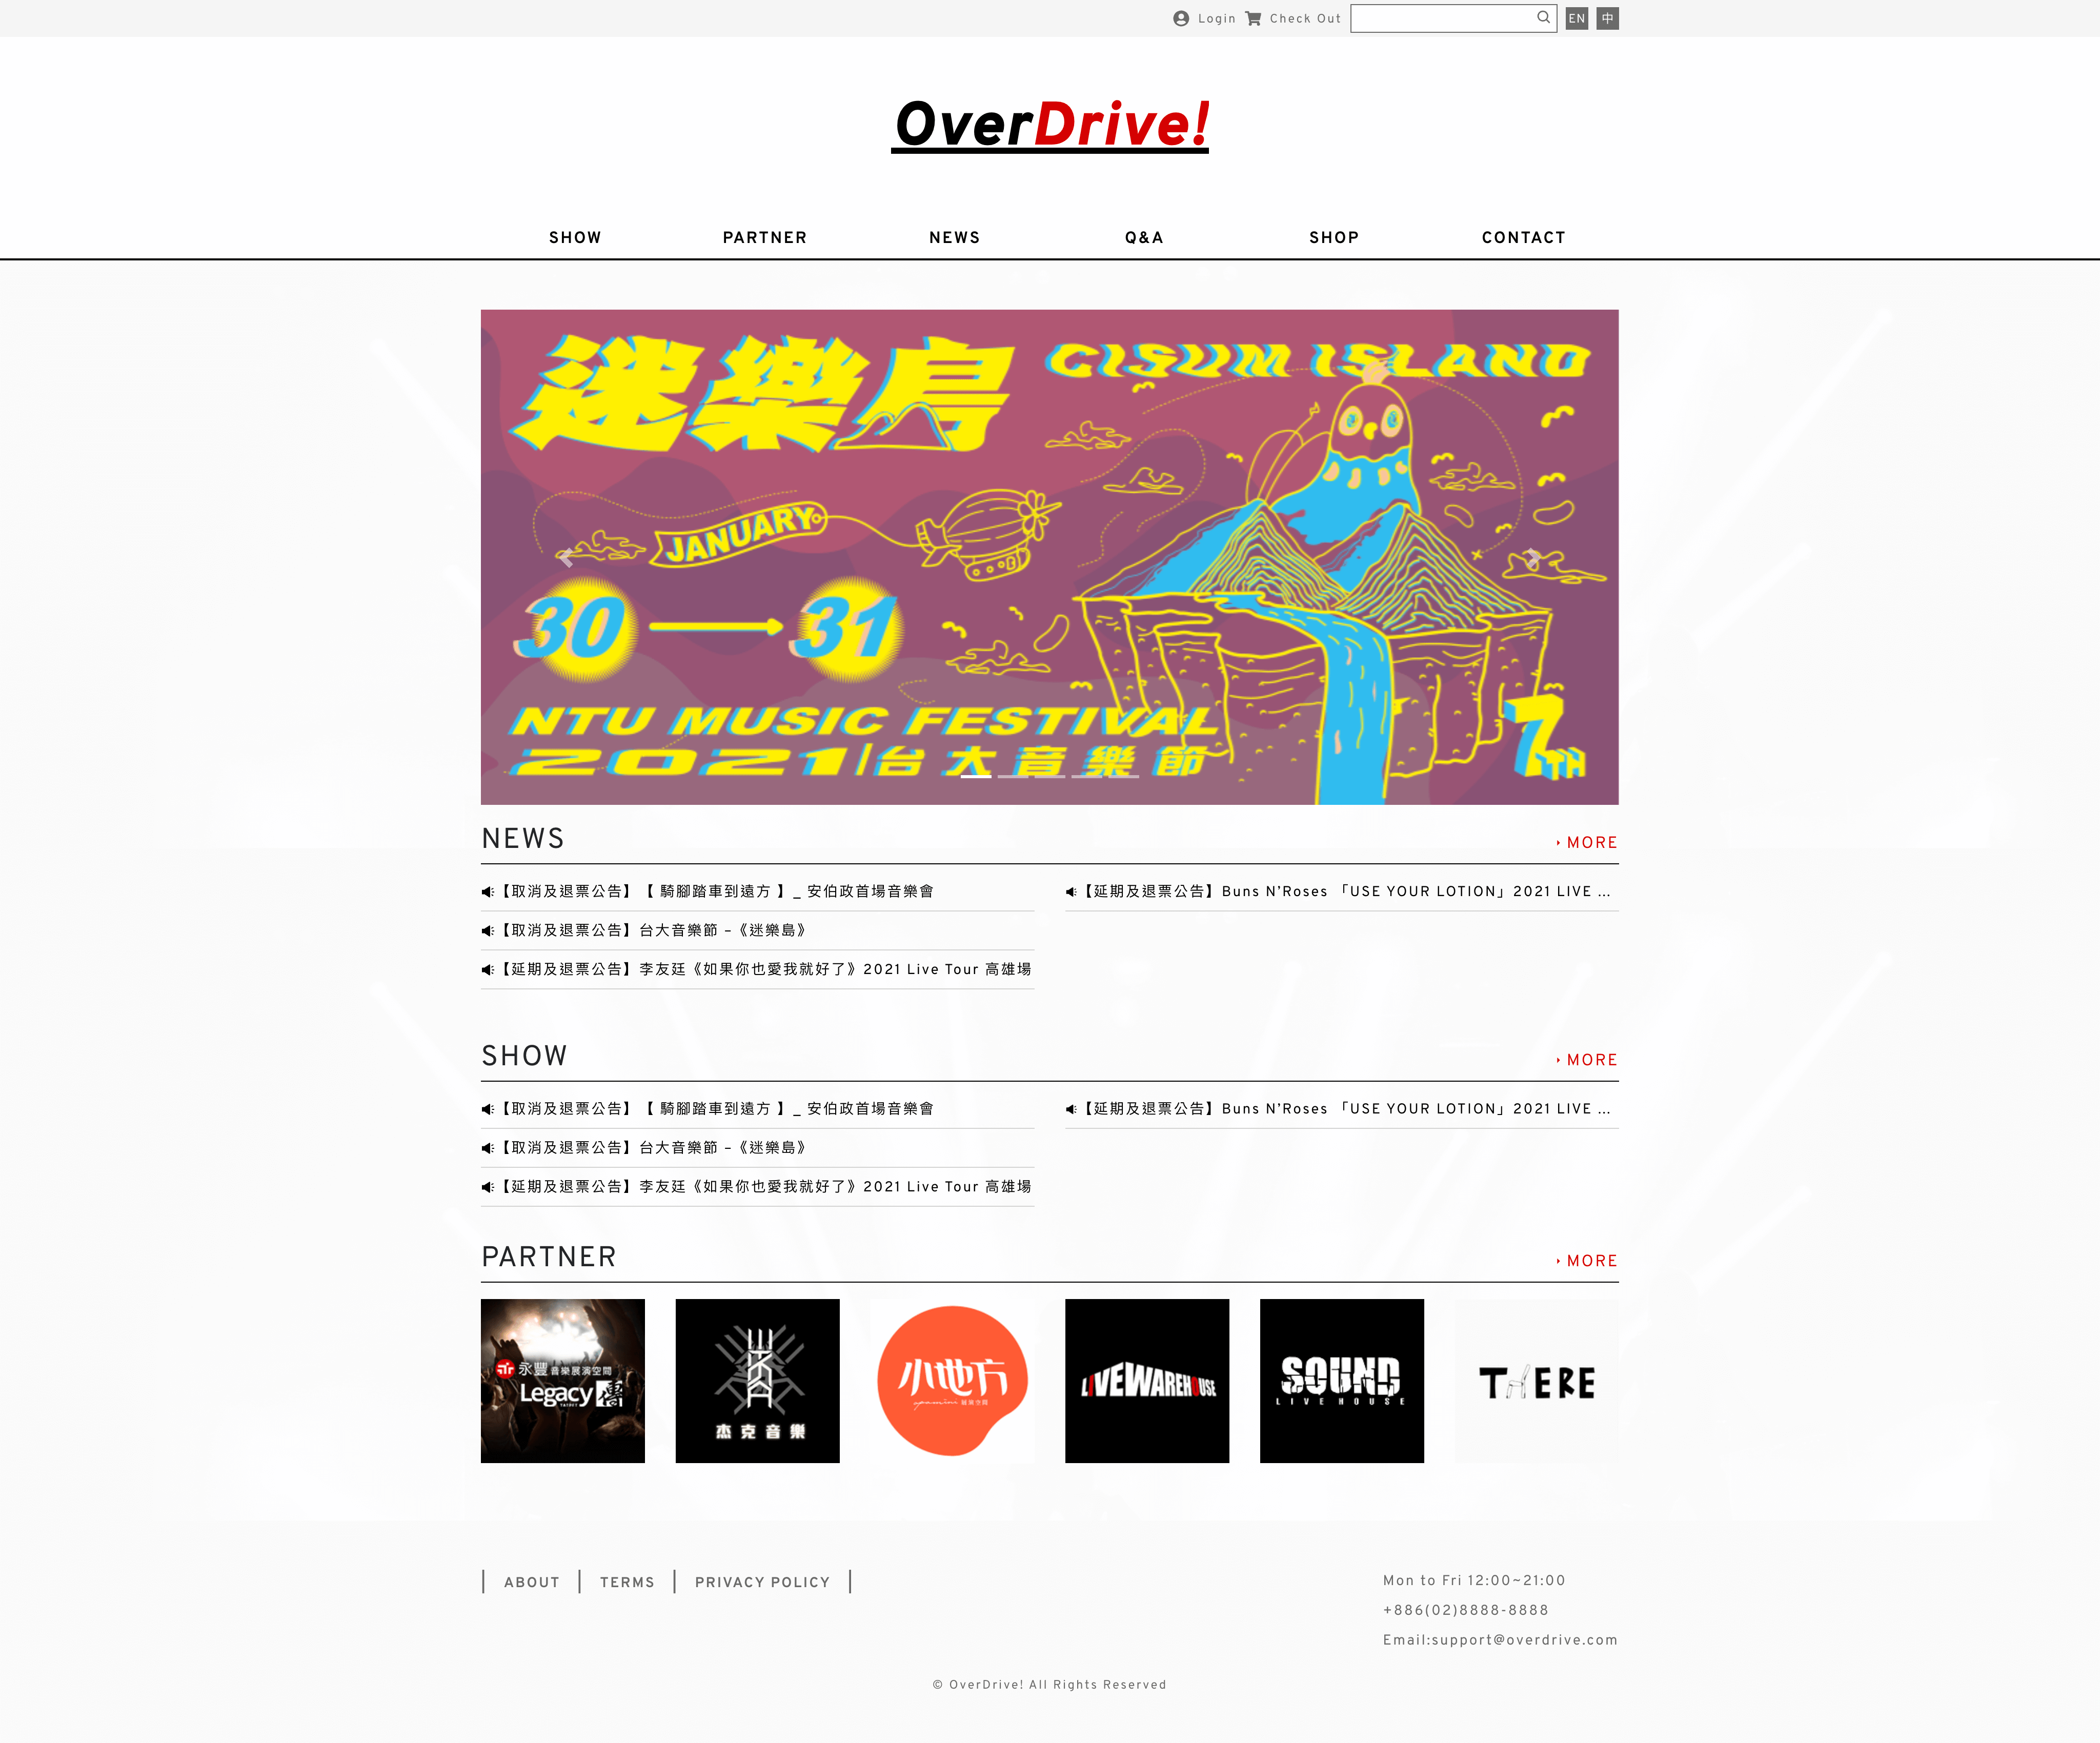 Login Check Out EN 中
OverDrive!
SHOW PARTNER NEWS Q&A SHOP CONTACT
迷樂島 CISUM ISLAND
JANUARY
30 31
NTU MUSIC FESTIVAL
2021/台大音樂節
7TH
NEWS MORE
【取消及退票公告】【 騎腳踏車到遠方 】_ 安伯政首場音樂會
【取消及退票公告】台大音樂節 –《迷樂島》
【延期及退票公告】李友廷《如果你也愛我就好了》2021 Live Tour 高雄場
【延期及退票公告】Buns N’Roses 「USE YOUR LOTION」2021 LIVE ...
SHOW MORE
【取消及退票公告】【 騎腳踏車到遠方 】_ 安伯政首場音樂會
【取消及退票公告】台大音樂節 –《迷樂島》
【延期及退票公告】李友廷《如果你也愛我就好了》2021 Live Tour 高雄場
【延期及退票公告】Buns N’Roses 「USE YOUR LOTION」2021 LIVE ...
PARTNER MORE
永豐 音樂展演空間
Legacy 傳
TAIPEI
杰克音樂
小地方
展演空間
LIVEWAREHOUSE
SOUND
LIVE HOUSE
THERE
ABOUT TERMS PRIVACY POLICY
Mon to Fri 12:00~21:00
+886(02)8888-8888
Email:support@overdrive.com
© OverDrive! All Rights Reserved